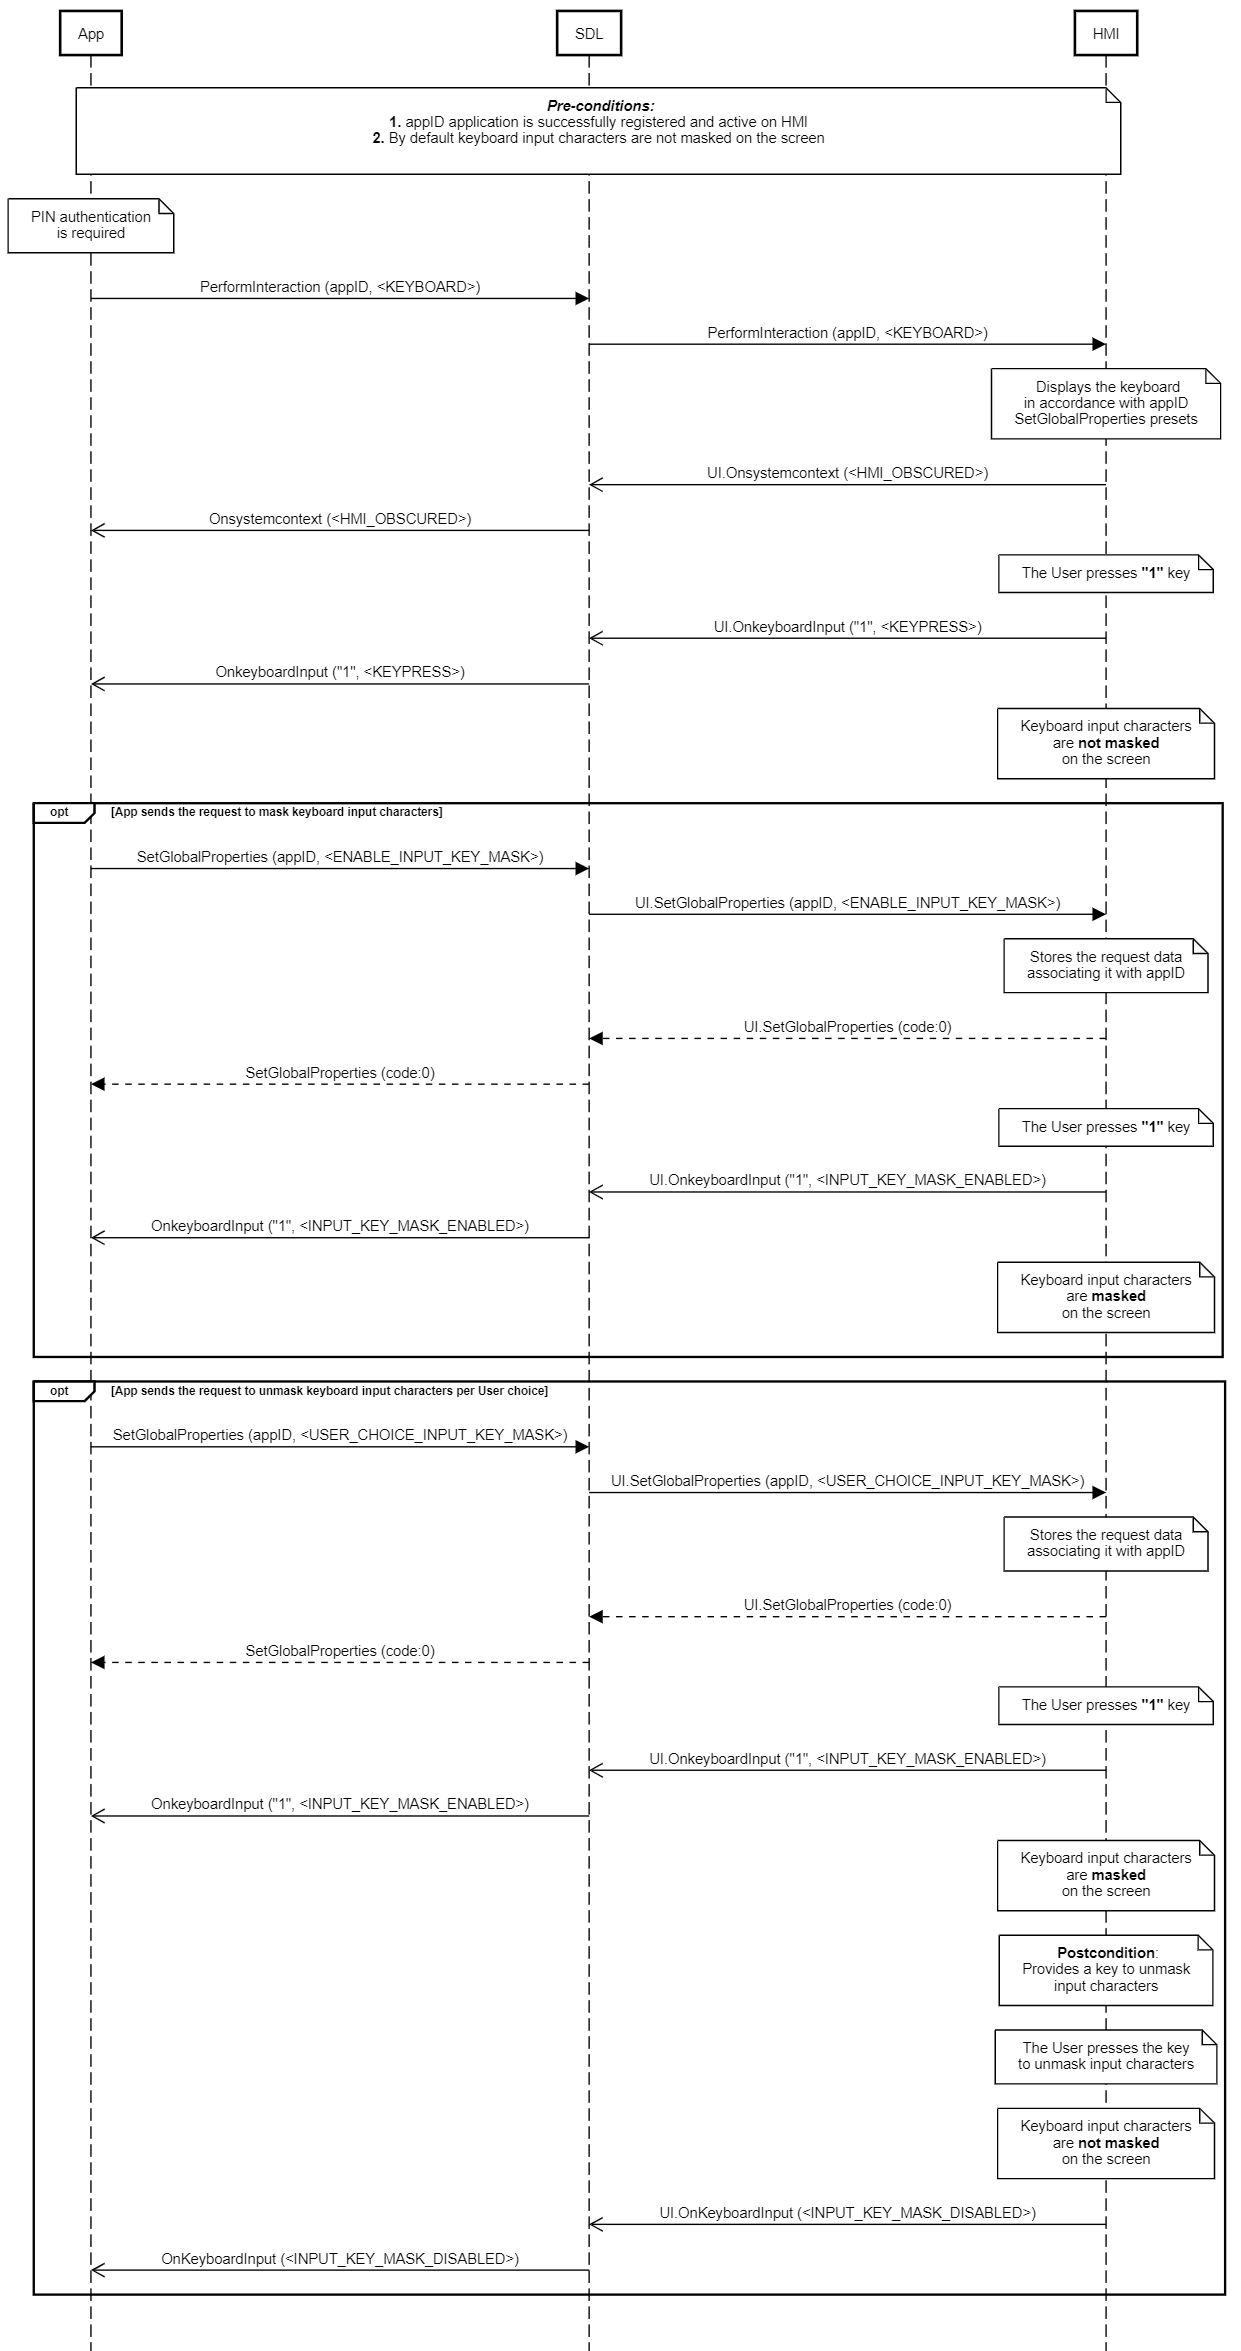 App
SDL
HMI
Pre-conditions:
1. appID application is successfully registered and active on HMI
2. By default keyboard input characters are not masked on the screen
PIN authentication
is required
PerformInteraction (appID, <KEYBOARD>)
PerformInteraction (appID, <KEYBOARD>)
Displays the keyboard
in accordance with appID
SetGlobalProperties presets
UI.Onsystemcontext (<HMI_OBSCURED>)
Onsystemcontext (<HMI_OBSCURED>)
The User presses "1" key
UI.OnkeyboardInput ("1", <KEYPRESS>)
OnkeyboardInput ("1", <KEYPRESS>)
Keyboard input characters
are not masked
on the screen
opt [App sends the request to mask keyboard input characters]
SetGlobalProperties (appID, <ENABLE_INPUT_KEY_MASK>)
UI.SetGlobalProperties (appID, <ENABLE_INPUT_KEY_MASK>)
Stores the request data
associating it with appID
UI.SetGlobalProperties (code:0)
SetGlobalProperties (code:0)
The User presses "1" key
UI.OnkeyboardInput ("1", <INPUT_KEY_MASK_ENABLED>)
OnkeyboardInput ("1", <INPUT_KEY_MASK_ENABLED>)
Keyboard input characters
are masked
on the screen
opt [App sends the request to unmask keyboard input characters per User choice]
SetGlobalProperties (appID, <USER_CHOICE_INPUT_KEY_MASK>)
UI.SetGlobalProperties (appID, <USER_CHOICE_INPUT_KEY_MASK>)
Stores the request data
associating it with appID
UI.SetGlobalProperties (code:0)
SetGlobalProperties (code:0)
The User presses "1" key
UI.OnkeyboardInput ("1", <INPUT_KEY_MASK_ENABLED>)
OnkeyboardInput ("1", <INPUT_KEY_MASK_ENABLED>)
Keyboard input characters
are masked
on the screen
Postcondition:
Provides a key to unmask
input characters
The User presses the key
to unmask input characters
Keyboard input characters
are not masked
on the screen
UI.OnKeyboardInput (<INPUT_KEY_MASK_DISABLED>)
OnKeyboardInput (<INPUT_KEY_MASK_DISABLED>)